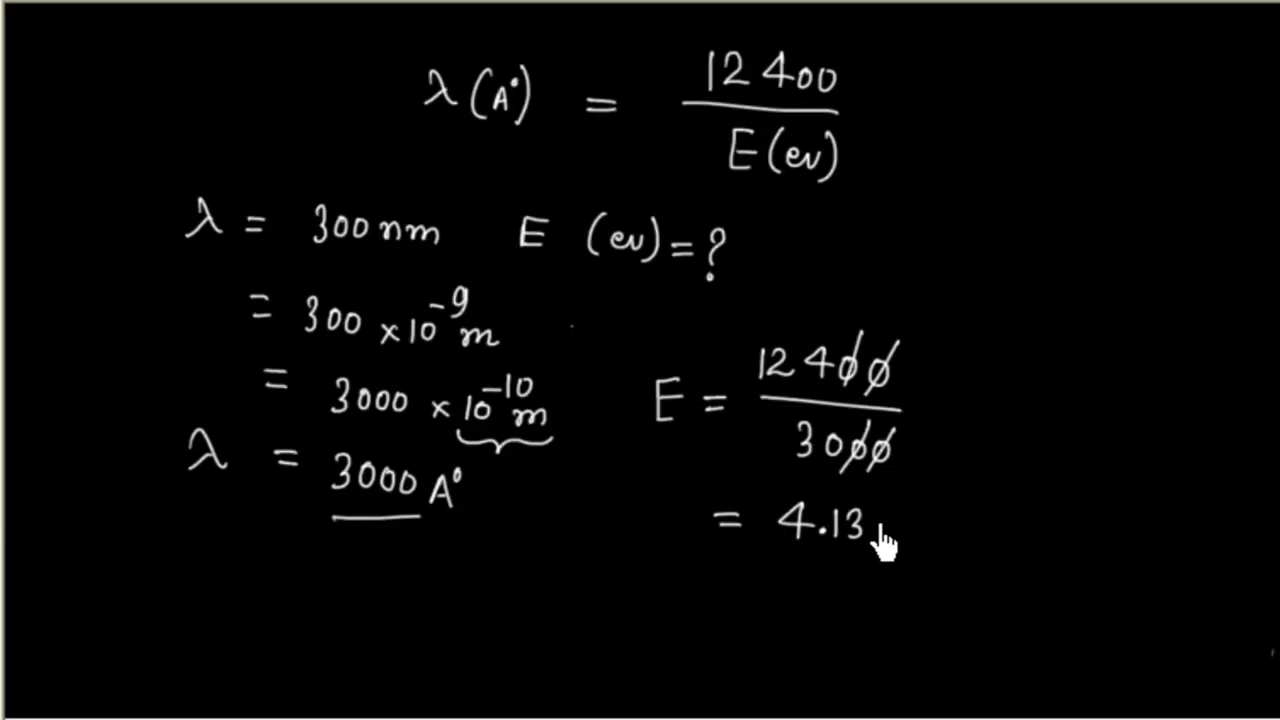 λ(A°) = 12400 / E(ev)
λ = 300 nm E (ev) = ?
= 300 × 10⁻⁹ m
= 3000 × 10⁻¹⁰ m
λ = 3000 A°
E = 12400 / 3000
= 4.13